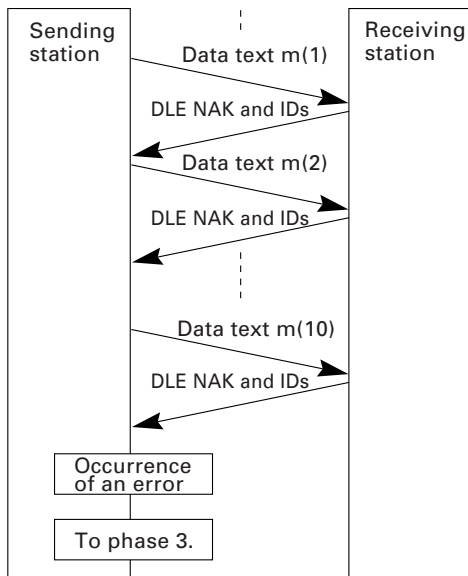 Sending
station
Receiving
station
Data text m(1)
DLE NAK and IDs
Data text m(2)
DLE NAK and IDs
Data text m(10)
DLE NAK and IDs
Occurrence
of an error
To phase 3.